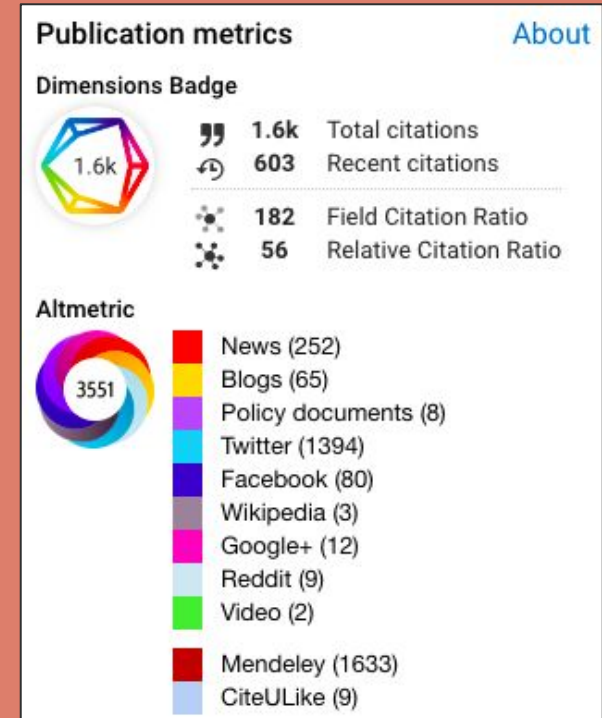 Publication metrics About
Dimensions Badge
1.6k
1.6k Total citations
603 Recent citations
182 Field Citation Ratio
56 Relative Citation Ratio
Altmetric
3551
News (252)
Blogs (65)
Policy documents (8)
Twitter (1394)
Facebook (80)
Wikipedia (3)
Google+ (12)
Reddit (9)
Video (2)
Mendeley (1633)
CiteULike (9)